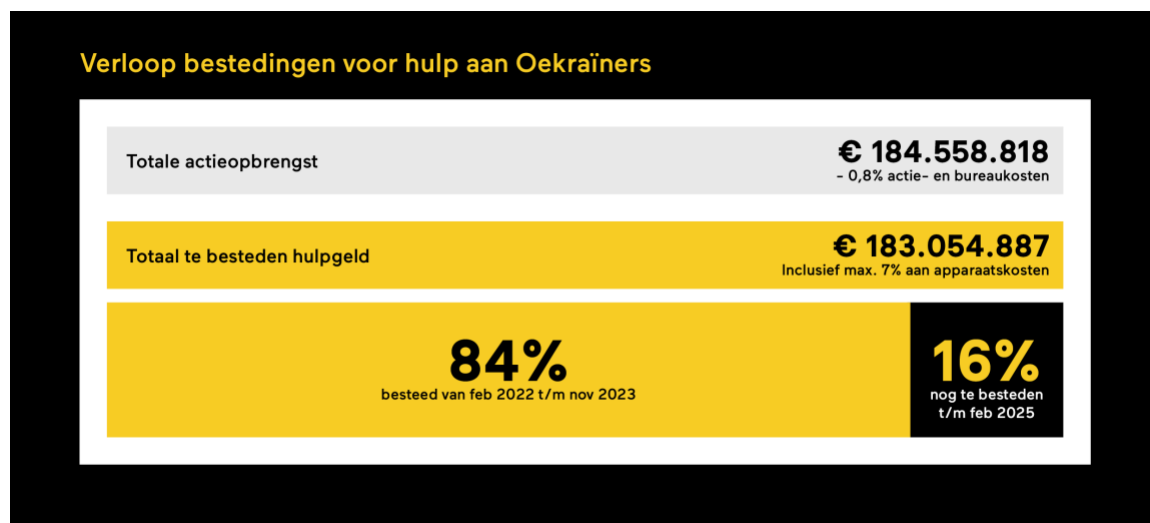 Verloop bestedingen voor hulp aan Oekraïners
Totale actieopbrengst
€ 184.558.818
- 0,8% actie- en bureaukosten
Totaal te besteden hulpgeld
€ 183.054.887
Inclusief max. 7% aan apparaatskosten
84%
besteed van feb 2022 t/m nov 2023
16%
nog te besteden
t/m feb 2025